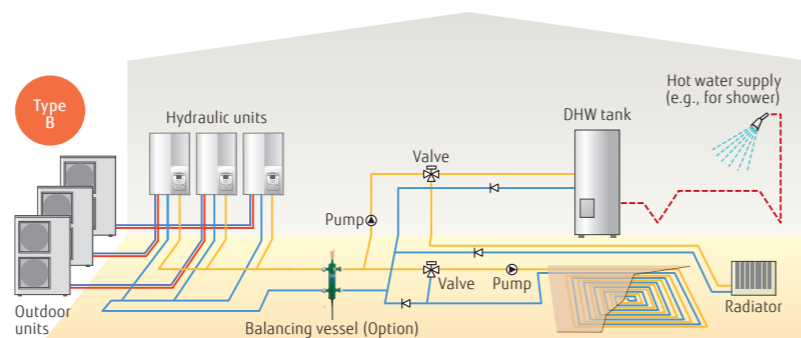 Type
B
Hydraulic units
Hot water supply
(e.g., for shower)
DHW tank
Valve
Pump
Valve
Pump
Outdoor
units
Balancing vessel (Option)
Radiator